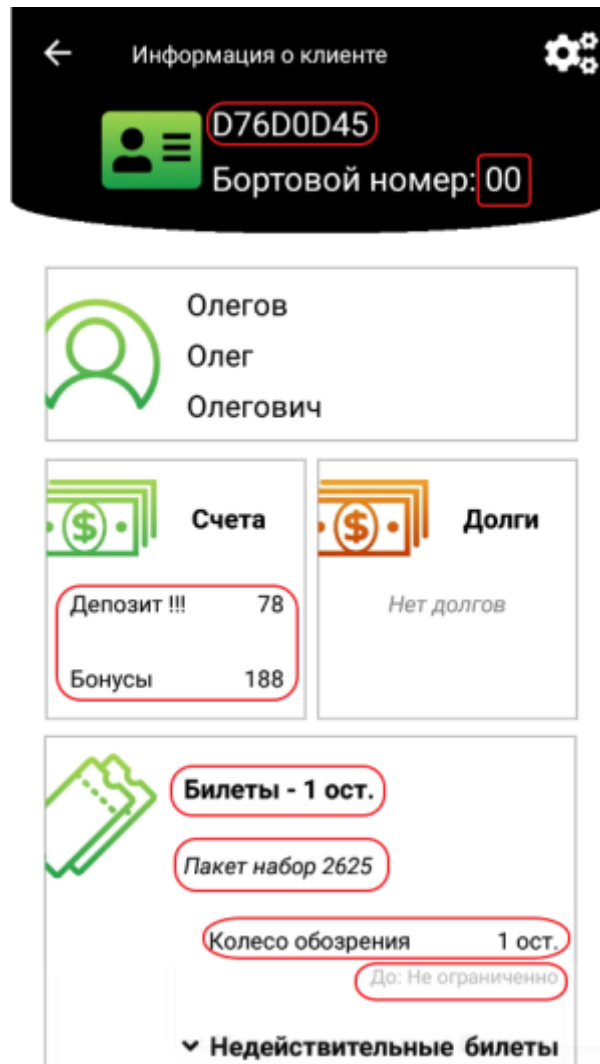 Информация о клиенте
D76D0D45
Бортовой номер: 00
Олегов
Олег
Олегович
Счета
Депозит !!! 78
Бонусы 188
Долги
Нет долгов
Билеты - 1 ост.
Пакет набор 2625
Колесо обозрения 1 ост.
До: Не ограниченно
Недействительные билеты